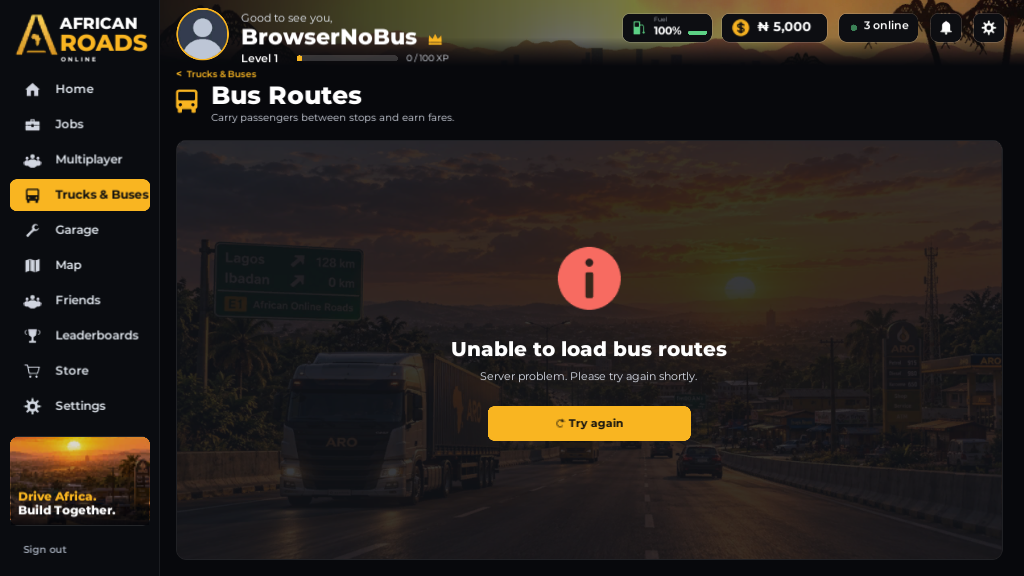 AFRICAN
ROADS
ONLINE
Home
Jobs
Multiplayer
Trucks & Buses
Garage
Map
Friends
Leaderboards
Store
Settings
Drive Africa.
Build Together.
Sign out
Good to see you,
BrowserNoBus
Level 1
0 / 100 XP
Fuel
100%
₦ 5,000
3 online
< Trucks & Buses
Bus Routes
Carry passengers between stops and earn fares.
Lagos 128 km
Ibadan 0 km
E1 African Online Roads
ARO
ARO
ARO
Unable to load bus routes
Server problem. Please try again shortly.
Try again